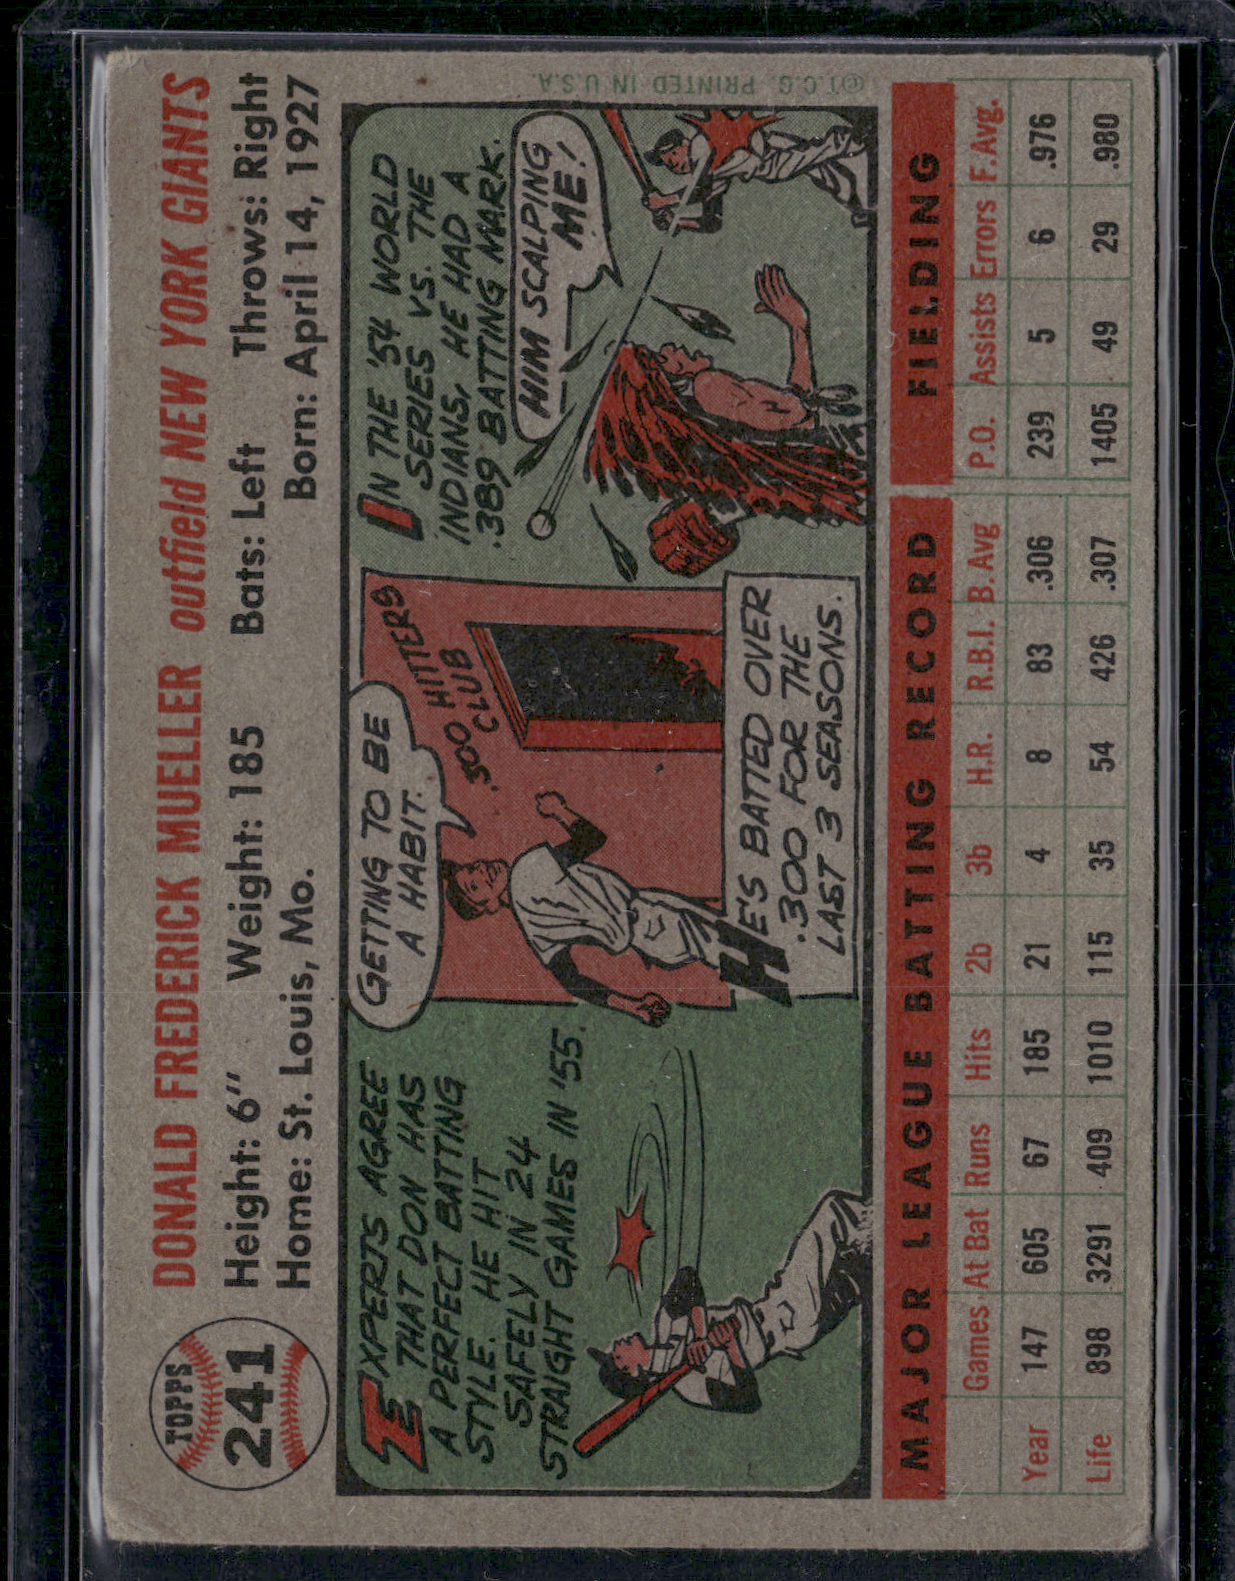 TOPPS
241
DONALD FREDERICK MUELLER outfield NEW YORK GIANTS
Height: 6" Weight: 185 Bats: Left Throws: Right
Home: St. Louis, Mo. Born: April 14, 1927
EXPERTS AGREE
THAT DON HAS
A PERFECT BATTING
STYLE. HE HIT
SAFELY IN 24
STRAIGHT GAMES IN '55.
GETTING TO BE
A HABIT.
.300 HITTERS
CLUB
HE'S BATTED OVER
.300 FOR THE
LAST 3 SEASONS.
IN THE '54 WORLD
SERIES VS. THE
INDIANS, HE HAD A
.389 BATTING MARK.
HIM SCALPING
ME!
MAJOR LEAGUE BATTING RECORD FIELDING
Games At Bat Runs Hits 2b 3b H.R. R.B.I. B. Avg P.O. Assists Errors F. Avg.
Year 147 605 67 185 21 4 8 83 .306 239 5 6 .976
Life 898 3291 409 1010 115 35 54 426 .307 1405 49 29 .980
©T.C.G. PRINTED IN U.S.A.